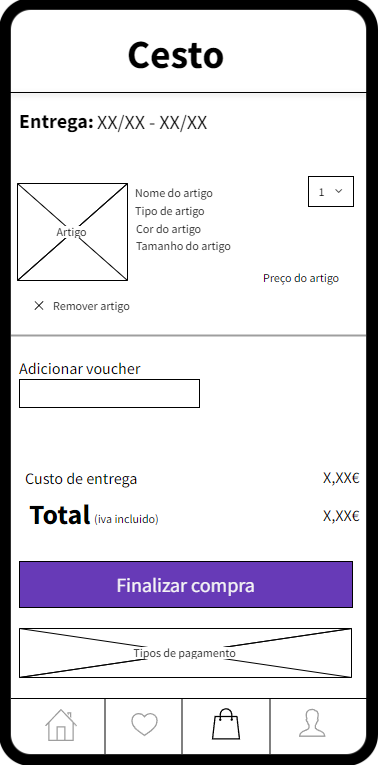 Cesto
Entrega: XX/XX - XX/XX
Nome do artigo
1
Tipo de artigo
Artigo
Cor do artigo
Tamanho do artigo
Preço do artigo
Remover artigo
Adicionar voucher
Custo de entrega X,XX€
Total (iva incluido) X,XX€
Finalizar compra
Tipos de pagamento